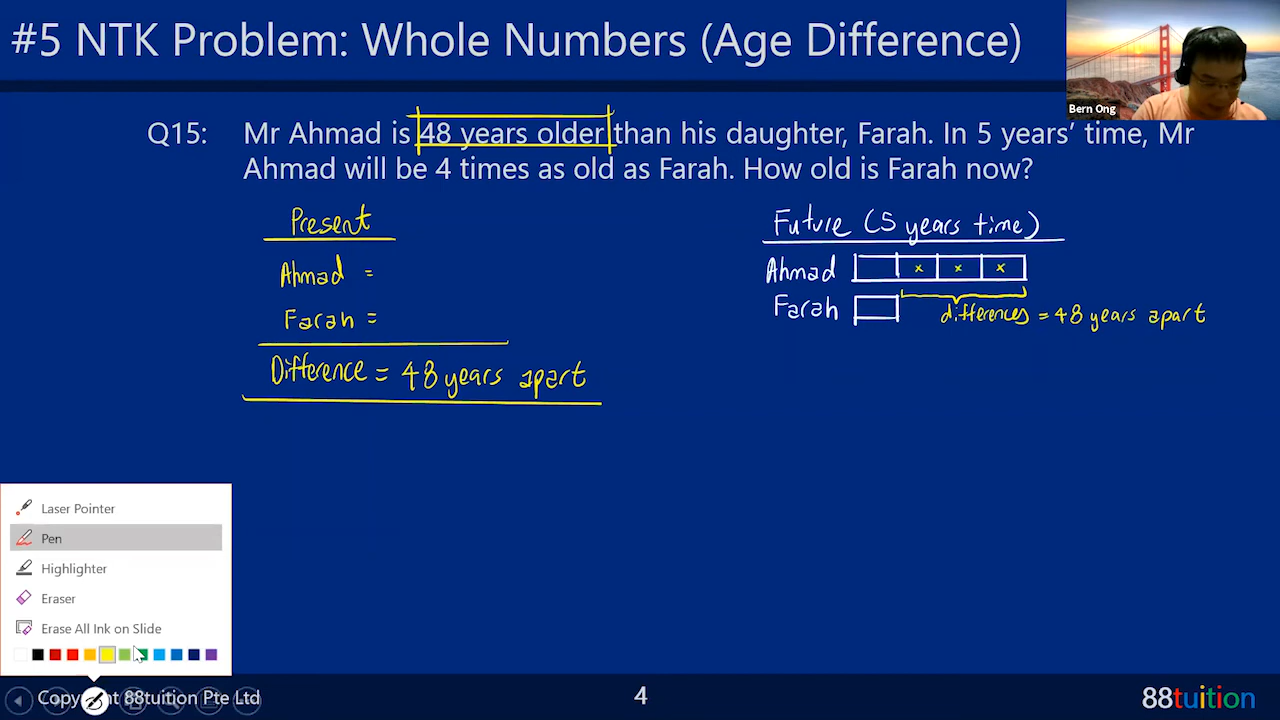 #5 NTK Problem: Whole Numbers (Age Difference)
Bern Ong
Q15: Mr Ahmad is 48 years older than his daughter, Farah. In 5 years’ time, Mr
Ahmad will be 4 times as old as Farah. How old is Farah now?
Present
Ahmad =
Farah =
Difference = 48 years apart
Future (5 years time)
Ahmad x x x
Farah
differences = 48 years apart
Laser Pointer
Pen
Highlighter
Eraser
Erase All Ink on Slide
Copy ht 88tuition Pte Ltd
4
88tuition